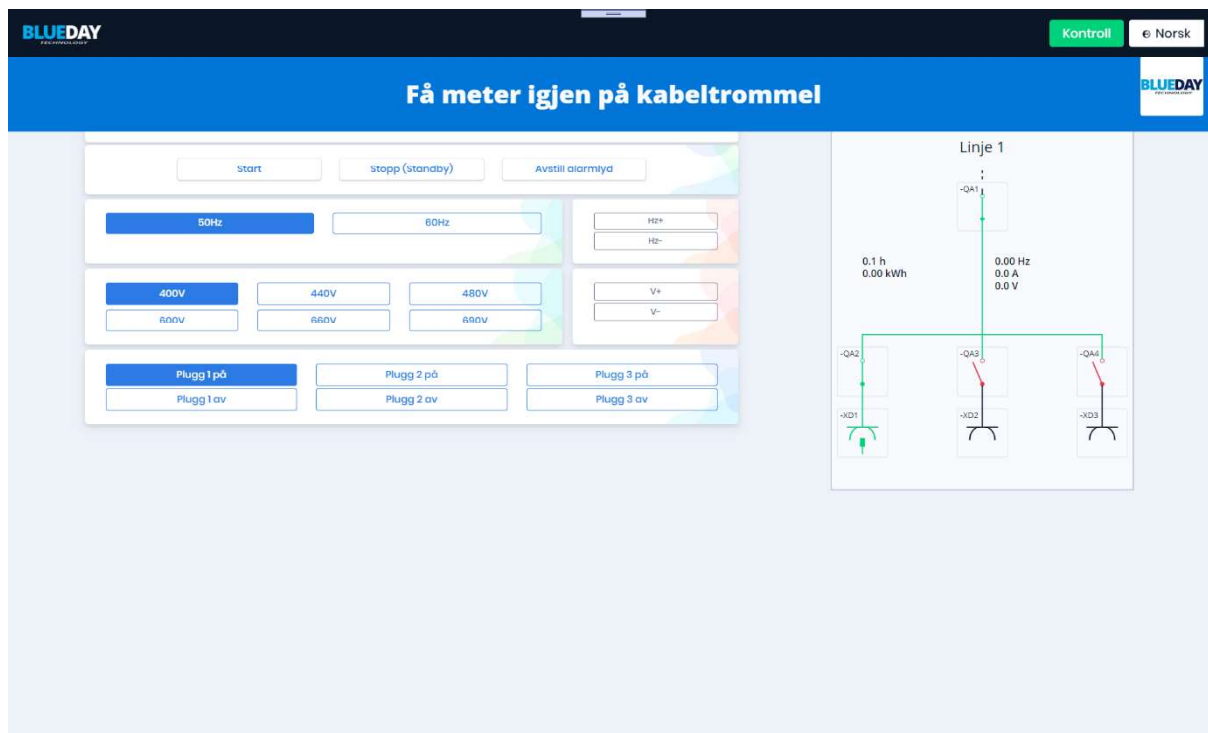 BLUEDAY
TECHNOLOGY
Kontroll
Norsk
Få meter igjen på kabeltrommel
BLUEDAY
TECHNOLOGY
Start
Stopp (Standby)
Avstill alarmlyd
50Hz
60Hz
Hz+
Hz-
400V
440V
480V
V+
600V
660V
690V
V-
Plugg 1 på
Plugg 2 på
Plugg 3 på
Plugg 1 av
Plugg 2 av
Plugg 3 av
Linje 1
-QA1
0.1 h
0.00 kWh
0.00 Hz
0.0 A
0.0 V
-QA2
-QA3
-QA4
-XD1
-XD2
-XD3